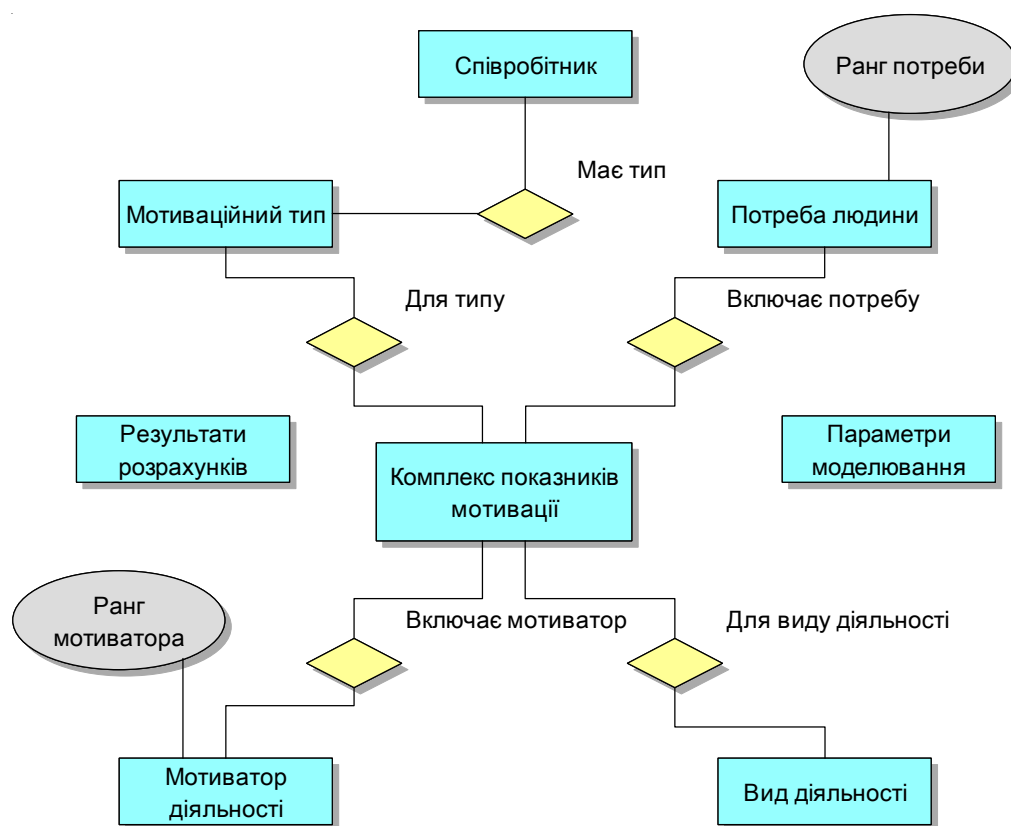 Співробітник
Ранг потреби
Має тип
Мотиваційний тип
Потреба людини
Для типу
Включає потребу
Результати
розрахунків
Комплекс показників
мотивації
Параметри
моделювання
Ранг
мотиватора
Включає мотиватор
Для виду діяльності
Мотиватор
діяльності
Вид діяльності